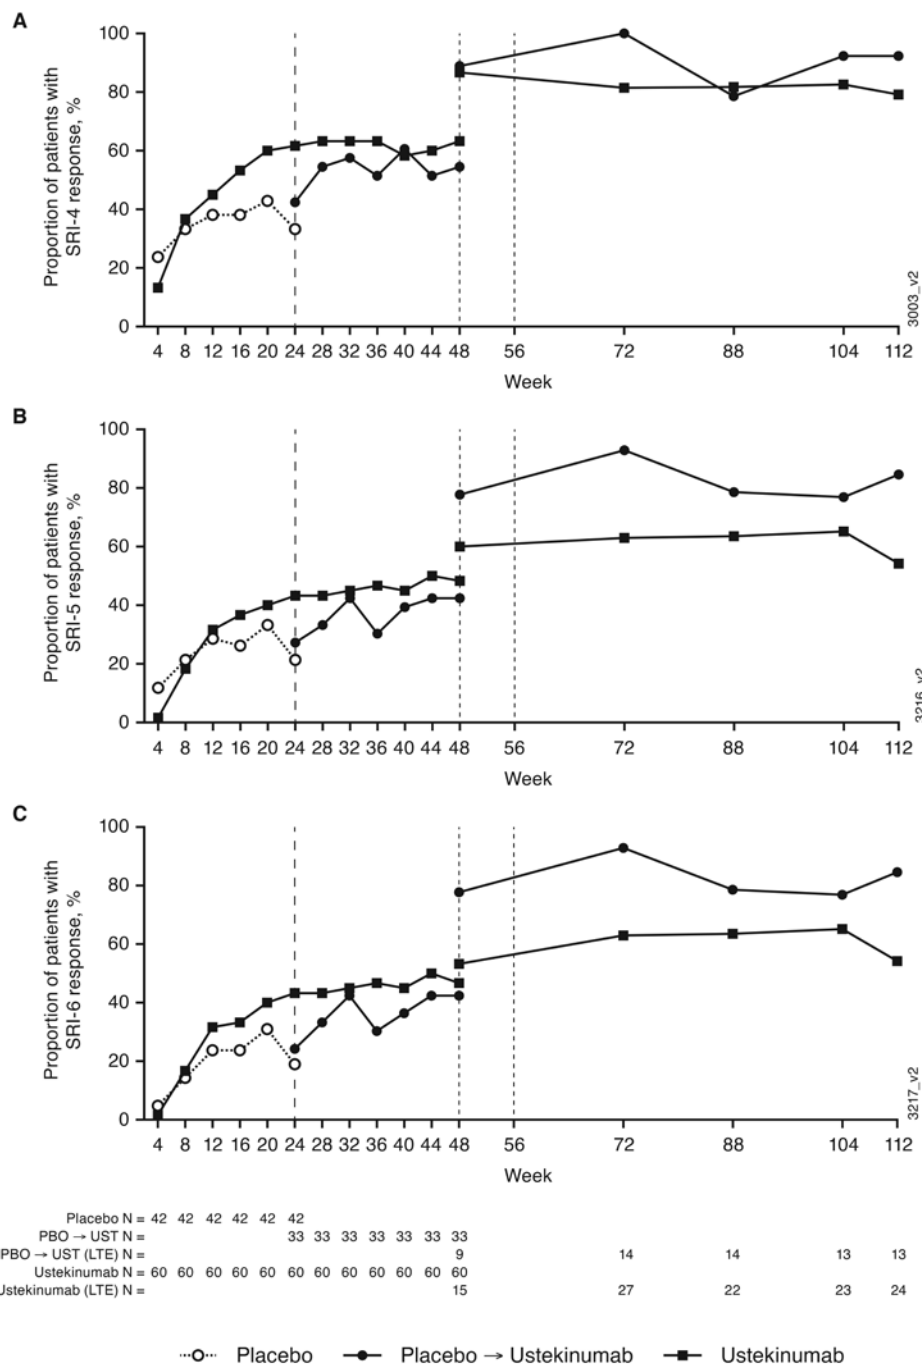 A
Proportion of patients with
SRI-4 response, %
100
80
60
40
20
0
4 8 12 16 20 24 28 32 36 40 44 48 56 72 88 104 112
Week
3003_v2
B
Proportion of patients with
SRI-5 response, %
100
80
60
40
20
0
4 8 12 16 20 24 28 32 36 40 44 48 56 72 88 104 112
Week
3216_v2
C
Proportion of patients with
SRI-6 response, %
100
80
60
40
20
0
4 8 12 16 20 24 28 32 36 40 44 48 56 72 88 104 112
Week
3217_v2
Placebo N = 42 42 42 42 42 42
PBO → UST N = 33 33 33 33 33 33 33
PBO → UST (LTE) N = 9 14 14 13 13
Ustekinumab N = 60 60 60 60 60 60 60 60 60 60 60 60
Ustekinumab (LTE) N = 15 27 22 23 24
Placebo Placebo → Ustekinumab Ustekinumab